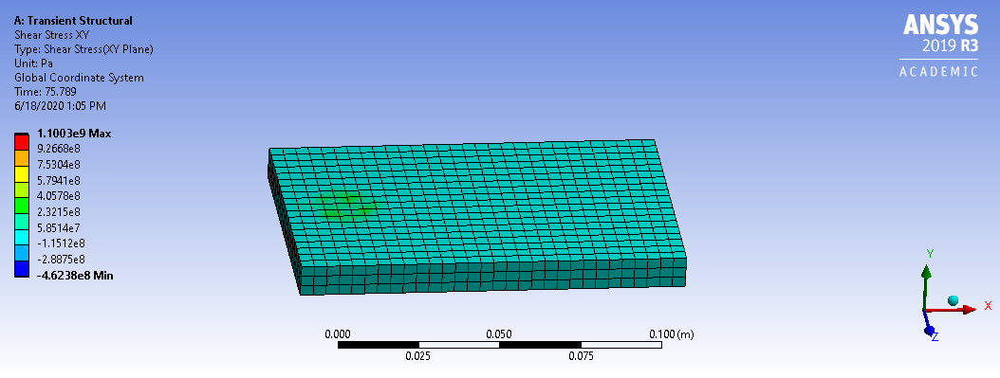 A: Transient Structural
Shear Stress XY
Type: Shear Stress(XY Plane)
Unit: Pa
Global Coordinate System
Time: 75.789
6/18/2020 1:05 PM
ANSYS
2019 R3
ACADEMIC
1.1003e9 Max
9.2668e8
7.5304e8
5.7941e8
4.0578e8
2.3215e8
5.8514e7
-1.1512e8
-2.8875e8
-4.6238e8 Min
0.000
0.050
0.100 (m)
0.025
0.075
Y
X
Z